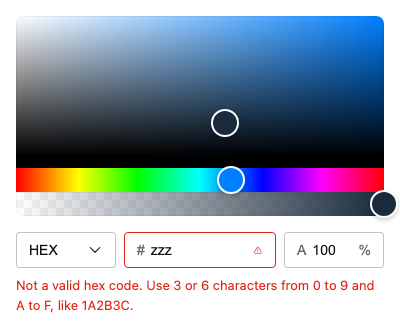 HEX # zzz A 100 %
Not a valid hex code. Use 3 or 6 characters from 0 to 9 and
A to F, like 1A2B3C.